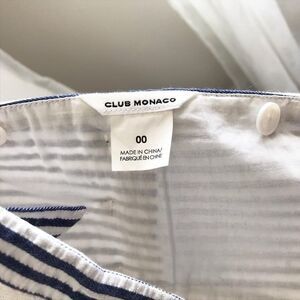 CLUB MONACO
00
MADE IN CHINA/
FABRIQUÉ EN CHINE